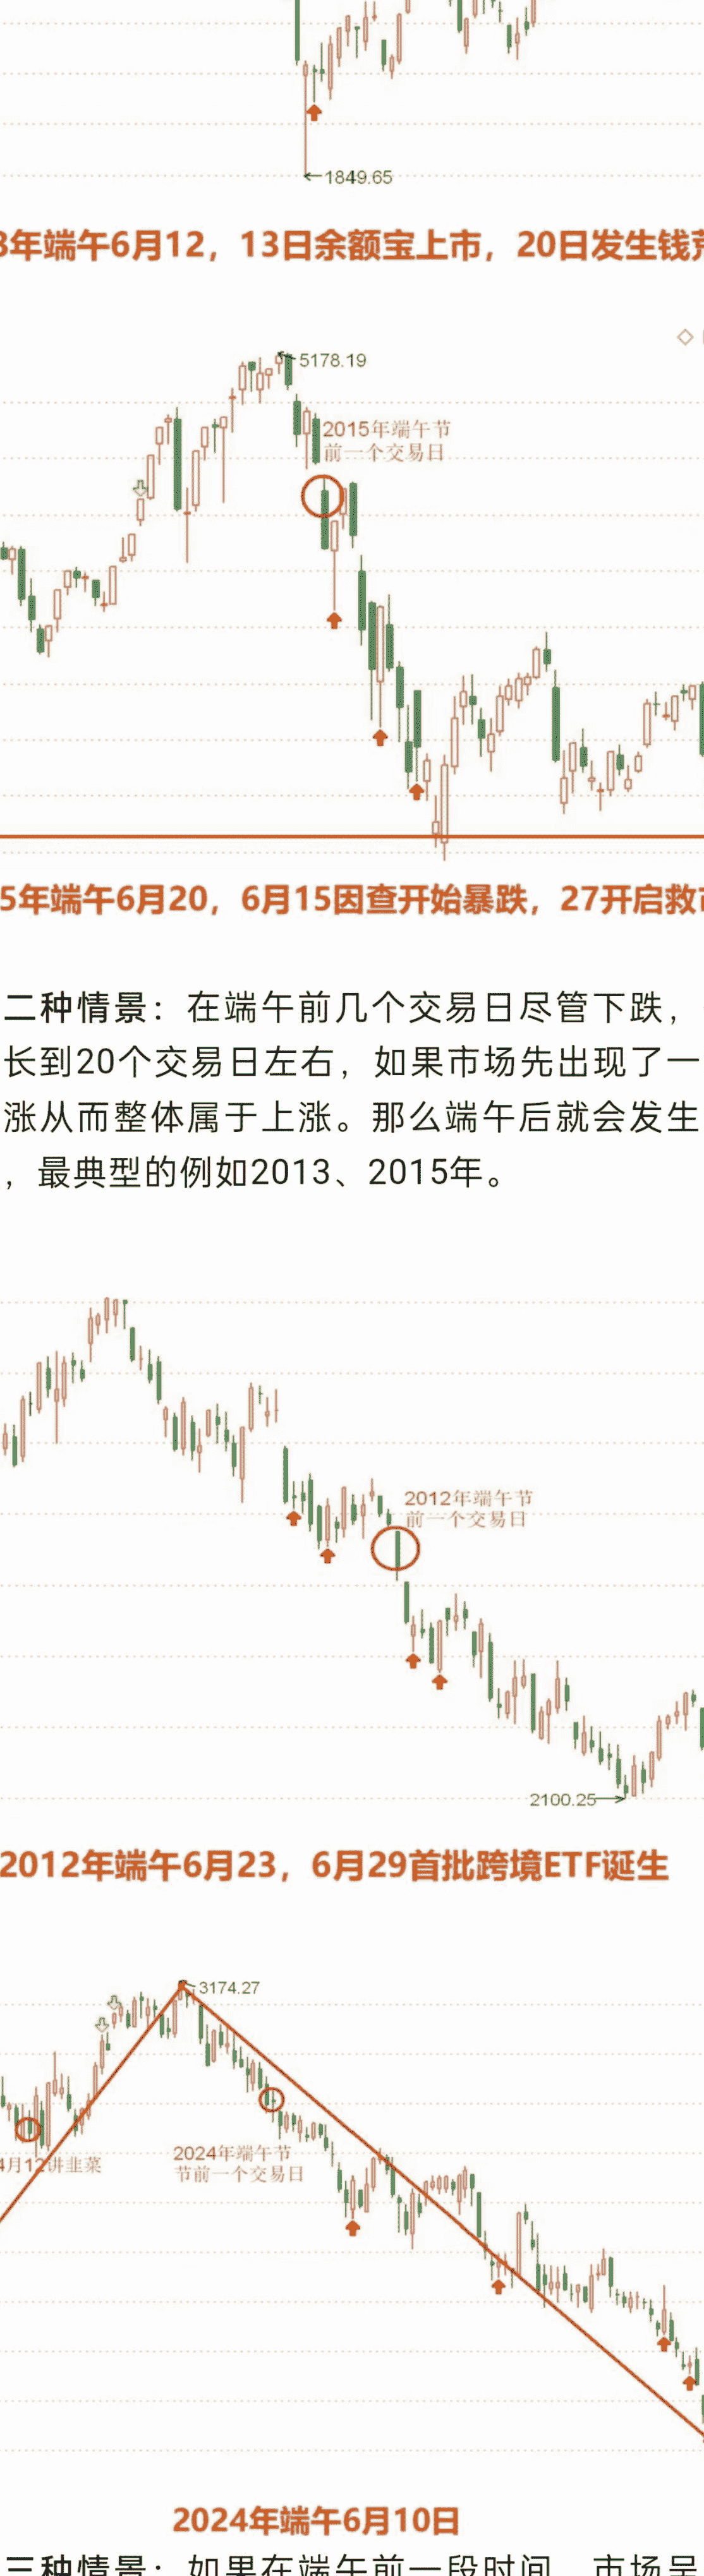 1849.65
3年端午6月12，13日余额宝上市，20日发生钱荒
5178.19
2015年端午节
前一个交易日
5年端午6月20，6月15因查开始暴跌，27开启救市
二种情景：在端午前几个交易日尽管下跌，
长到20个交易日左右，如果市场先出现了一
涨从而整体属于上涨。那么端午后就会发生
，最典型的例如2013、2015年。
2012年端午节
前一个交易日
2100.25
2012年端午6月23，6月29首批跨境ETF诞生
3174.27
4月12讲韭菜
2024年端午节
节前一个交易日
2024年端午6月10日
三种情景：如果在端午前一段时间，市场呈